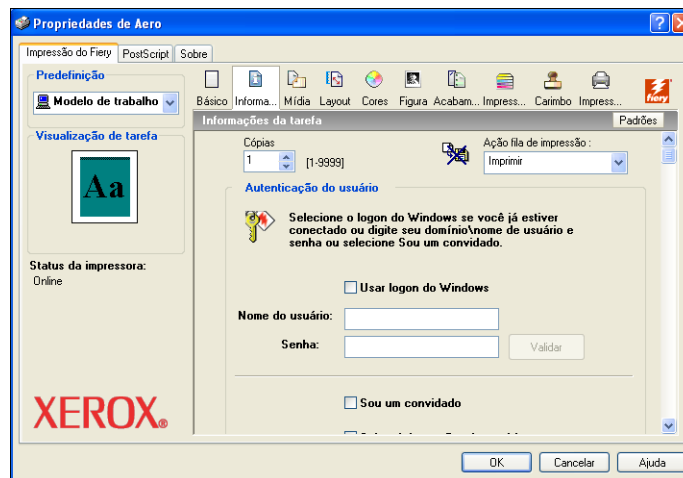 Propriedades de Aero
Impressão do Fiery PostScript Sobre
Predefinição
Modelo de trabalho
Visualização de tarefa
Aa
Status da impressora:
Online
XEROX®
Básico Informa... Mídia Layout Cores Figura Acabam... Impress... Carimbo Impress...
fiery
Informações da tarefa Padrões
Cópias
1 [1-9999]
Ação fila de impressão :
Imprimir
Autenticação do usuário
Selecione o logon do Windows se você já estiver
conectado ou digite seu domínio\nome de usuário e
senha ou selecione Sou um convidado.
Usar logon do Windows
Nome do usuário:
Senha:
Validar
Sou um convidado
OK Cancelar Ajuda